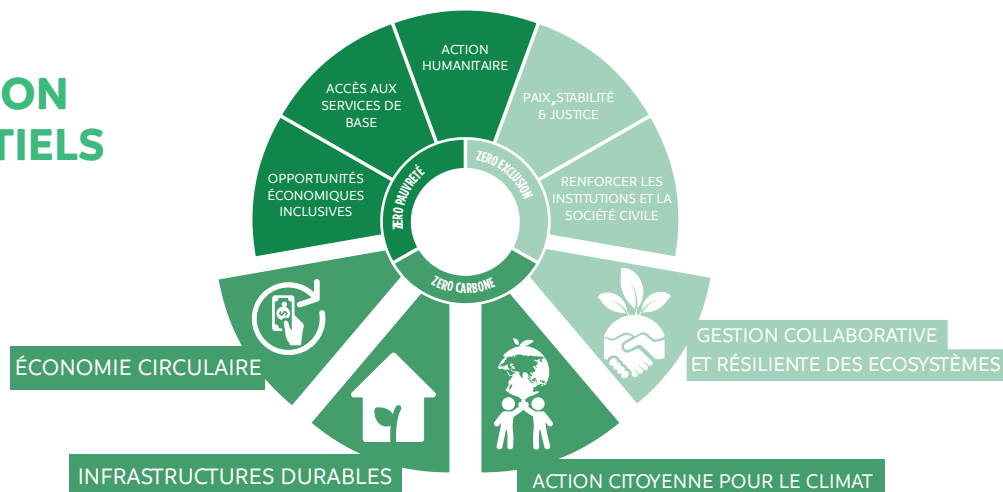 ION
TIELS
ACTION
HUMANITAIRE
ACCÈS AUX
SERVICES DE
BASE
PAIX,STABILITÉ
& JUSTICE
OPPORTUNITÉS
ÉCONOMIQUES
INCLUSIVES
RENFORCER LES
INSTITUTIONS ET LA
SOCIÉTÉ CIVILE
ZERO PAUVRETÉ
ZERO EXCLUSION
ZERO CARBONE
ÉCONOMIE CIRCULAIRE
GESTION COLLABORATIVE
ET RÉSILIENTE DES ECOSYSTÈMES
INFRASTRUCTURES DURABLES
ACTION CITOYENNE POUR LE CLIMAT